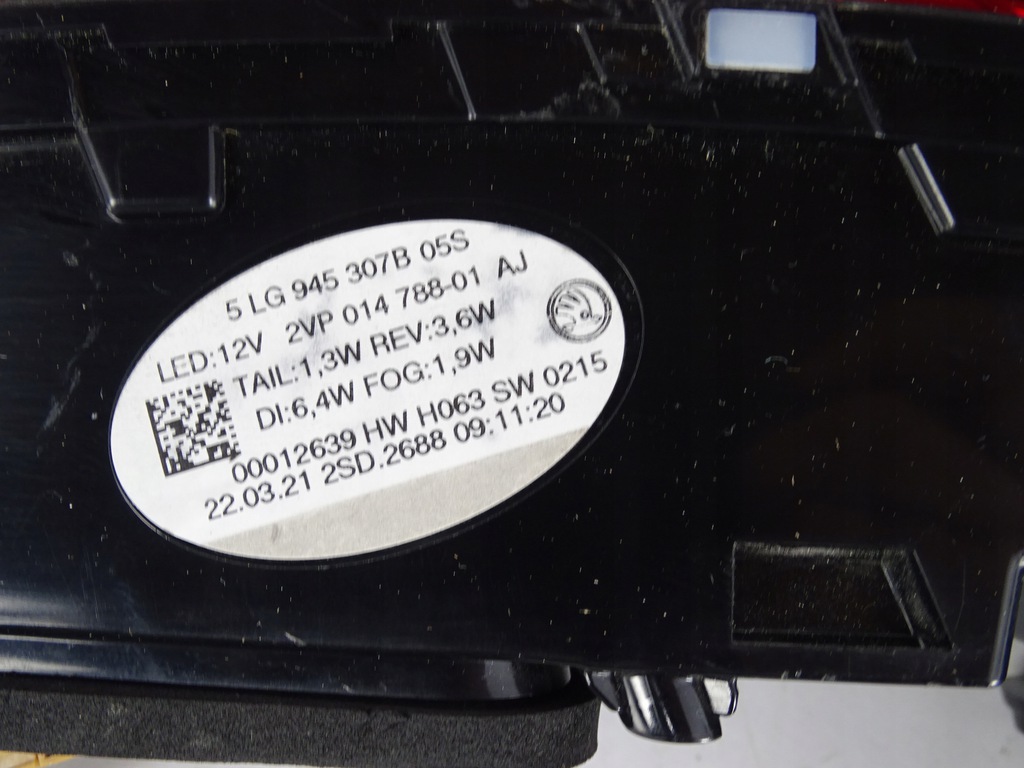 5 LG 945 307B 05S
LED:12V 2VP 014 788-01 AJ
TAIL:1,3W REV:3,6W
DI:6,4W FOG:1,9W
00012639 HW H063 SW 0215
22.03.21 2SD.2688 09:11:20